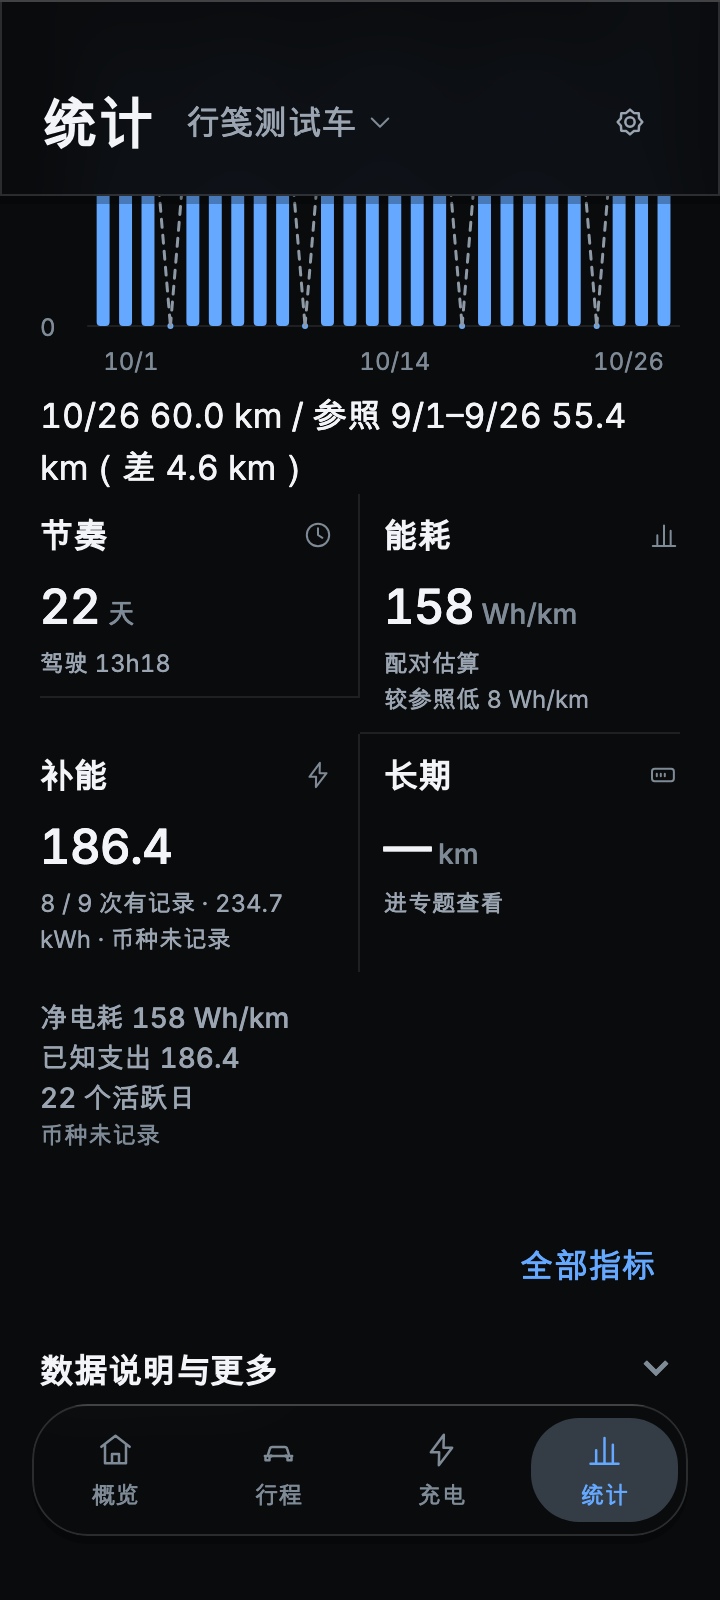 统计
行笺测试车
0
10/1
10/14
10/26
10/26 60.0 km / 参照 9/1–9/26 55.4
km ( 差 4.6 km )
节奏
22 天
驾驶 13h18
能耗
158 Wh/km
配对估算
较参照低 8 Wh/km
补能
186.4
8 / 9 次有记录 · 234.7
kWh · 币种未记录
长期
— km
进专题查看
净电耗 158 Wh/km
已知支出 186.4
22 个活跃日
币种未记录
全部指标
数据说明与更多
概览
行程
充电
统计